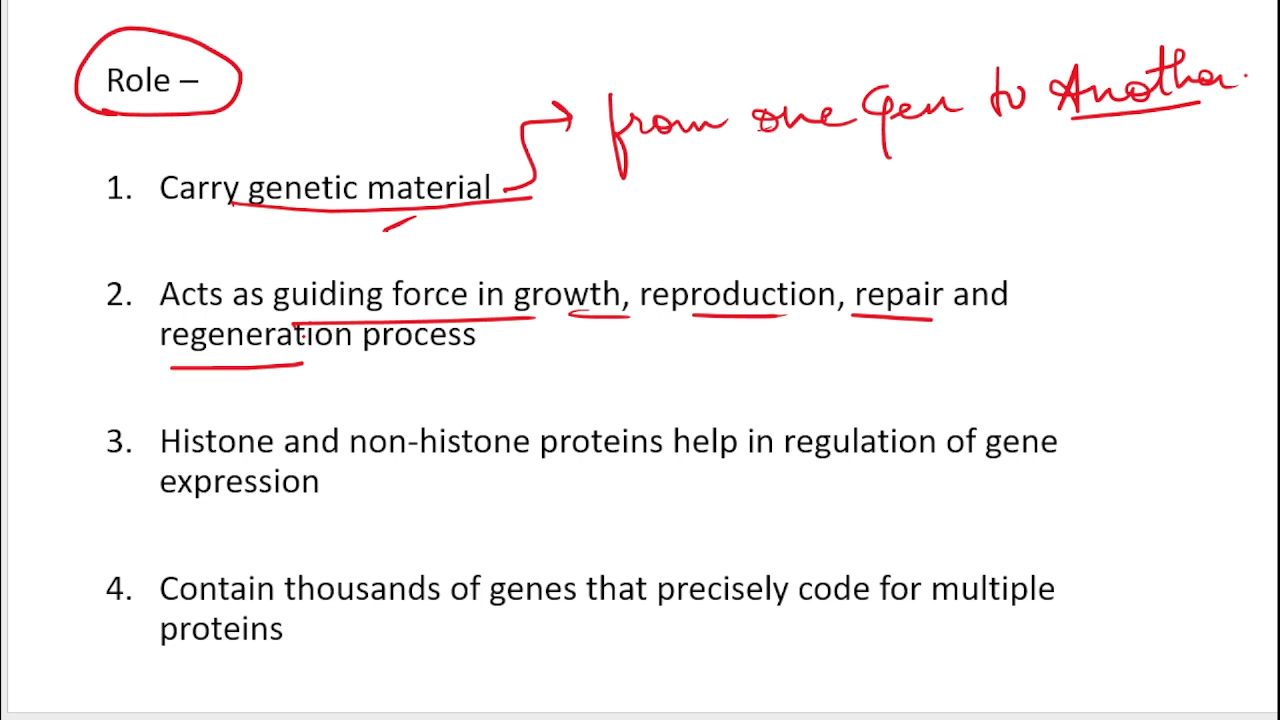 Role –
from one Gen to Another.
1. Carry genetic material
2. Acts as guiding force in growth, reproduction, repair and
regeneration process
3. Histone and non-histone proteins help in regulation of gene
expression
4. Contain thousands of genes that precisely code for multiple
proteins